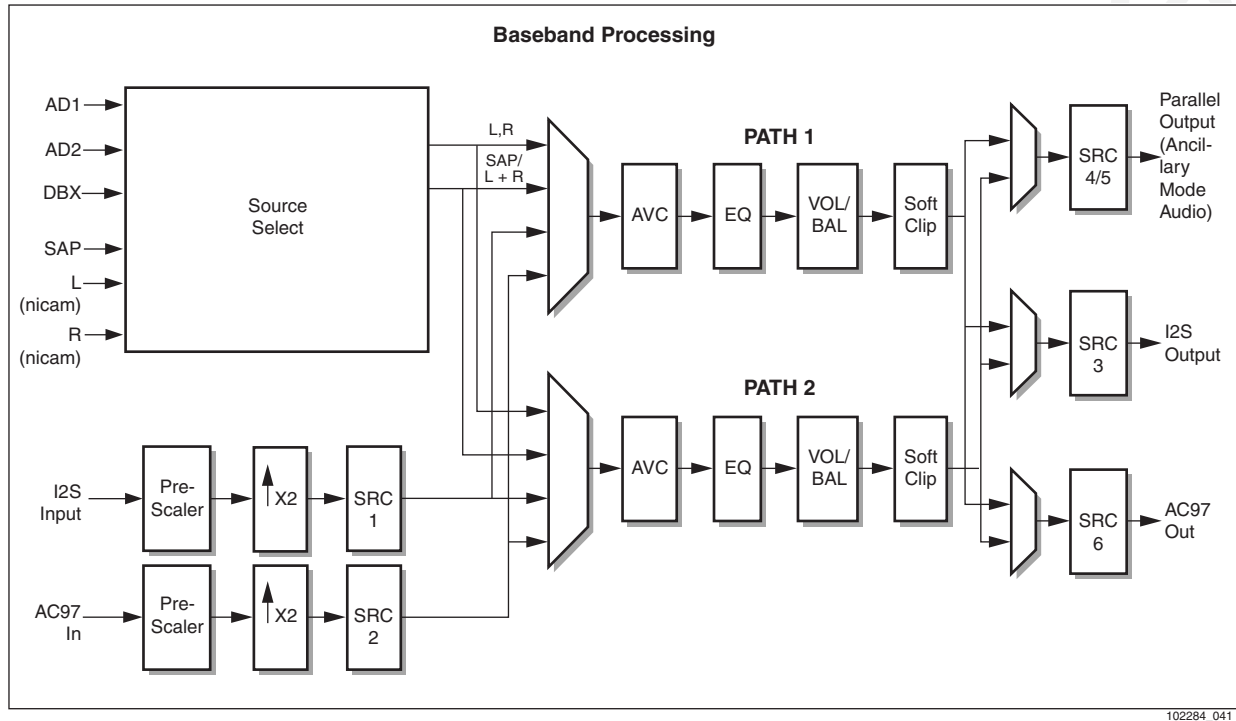 Baseband Processing
AD1
AD2
DBX
SAP
L
(nicam)
R
(nicam)
Source
Select
L,R
SAP/
L + R
PATH 1
AVC
EQ
VOL/
BAL
Soft
Clip
SRC
4/5
Parallel
Output
(Ancil-
lary
Mode
Audio)
SRC
3
I2S
Output
PATH 2
AVC
EQ
VOL/
BAL
Soft
Clip
SRC
6
AC97
Out
I2S
Input
Pre-
Scaler
X2
SRC
1
AC97
In
Pre-
Scaler
X2
SRC
2
102284_041